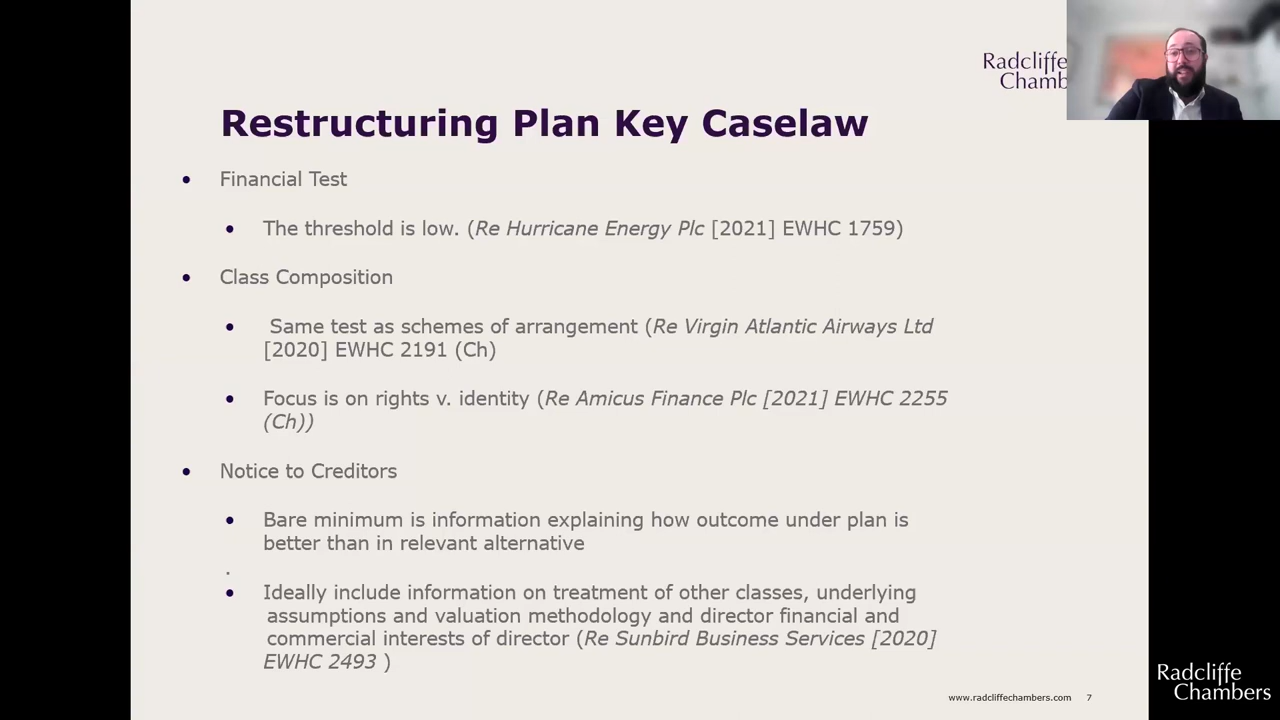 Radcliffe
Chamb
Restructuring Plan Key Caselaw
• Financial Test
• The threshold is low. (Re Hurricane Energy Plc [2021] EWHC 1759)
• Class Composition
• Same test as schemes of arrangement (Re Virgin Atlantic Airways Ltd
[2020] EWHC 2191 (Ch)
• Focus is on rights v. identity (Re Amicus Finance Plc [2021] EWHC 2255
(Ch))
• Notice to Creditors
• Bare minimum is information explaining how outcome under plan is
better than in relevant alternative
.
• Ideally include information on treatment of other classes, underlying
assumptions and valuation methodology and director financial and
commercial interests of director (Re Sunbird Business Services [2020]
EWHC 2493 )
www.radcliffechambers.com 7
Radcliffe
Chambers